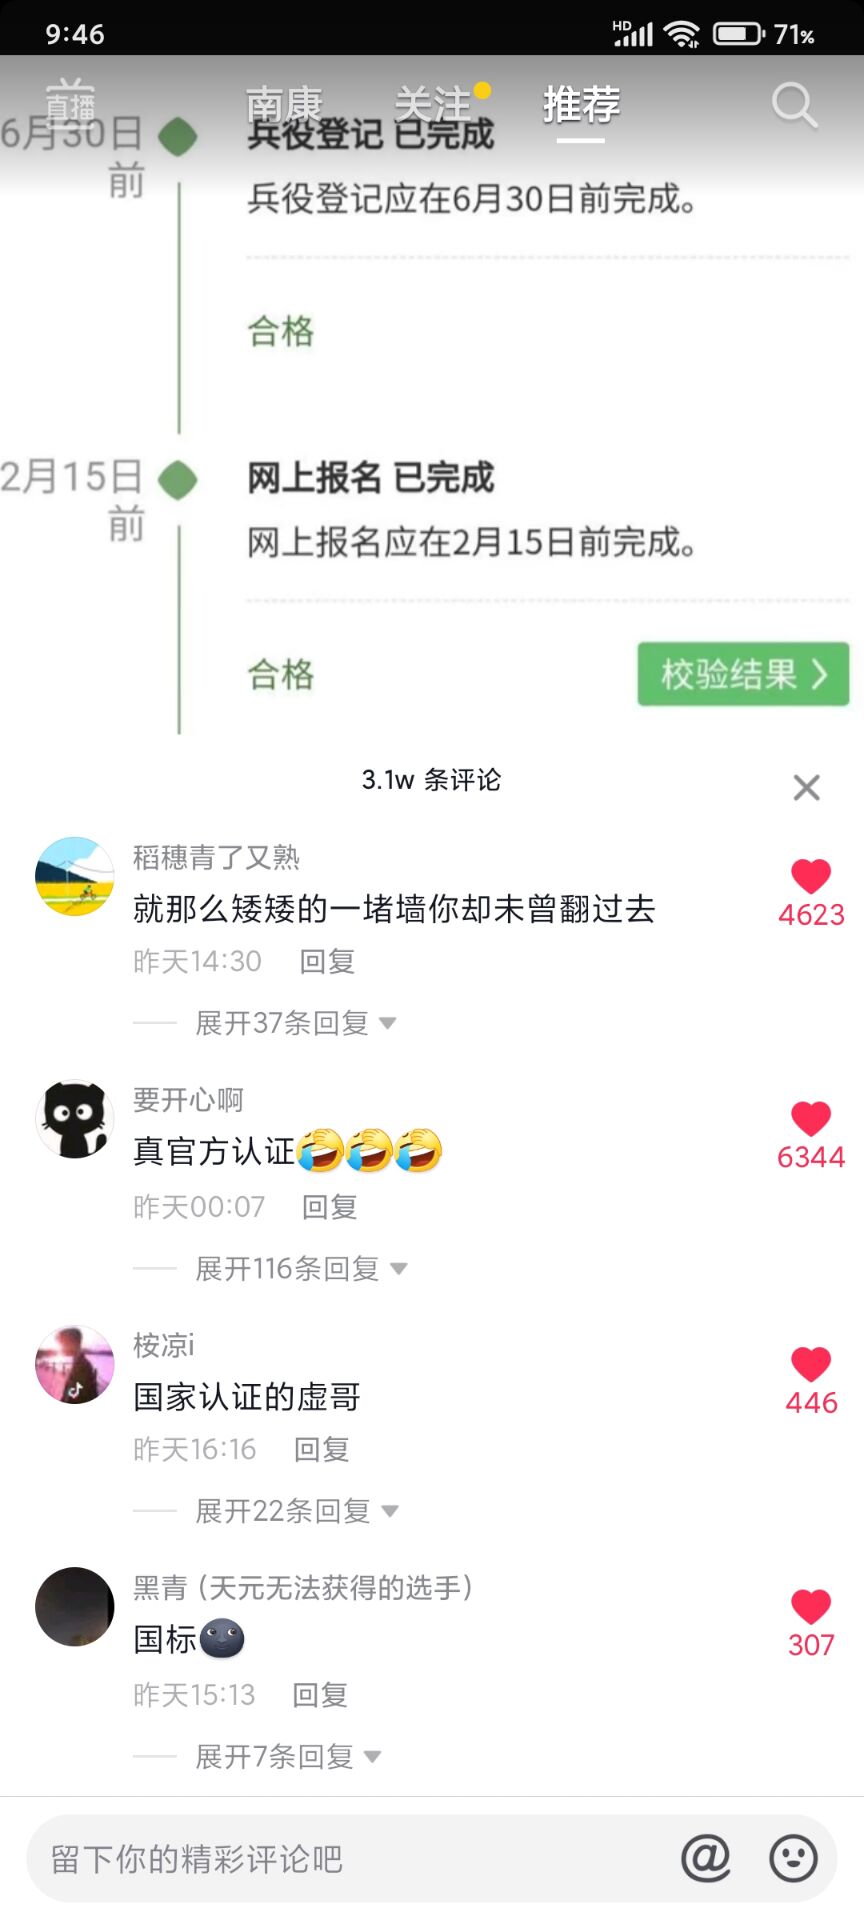 9:46
HD
71%
直播
南康
关注
推荐
6月30日
前
兵役登记 已完成
兵役登记应在6月30日前完成。
合格
2月15日
前
网上报名 已完成
网上报名应在2月15日前完成。
合格
校验结果
3.1w 条评论
稻穗青了又熟
就那么矮矮的一堵墙你却未曾翻过去
4623
昨天14:30 回复
展开37条回复
要开心啊
真官方认证🤣🤣🤣
6344
昨天00:07 回复
展开116条回复
桉凉i
国家认证的虚哥
446
昨天16:16 回复
展开22条回复
黑青（天元无法获得的选手）
国标🌚
307
昨天15:13 回复
展开7条回复
留下你的精彩评论吧
@